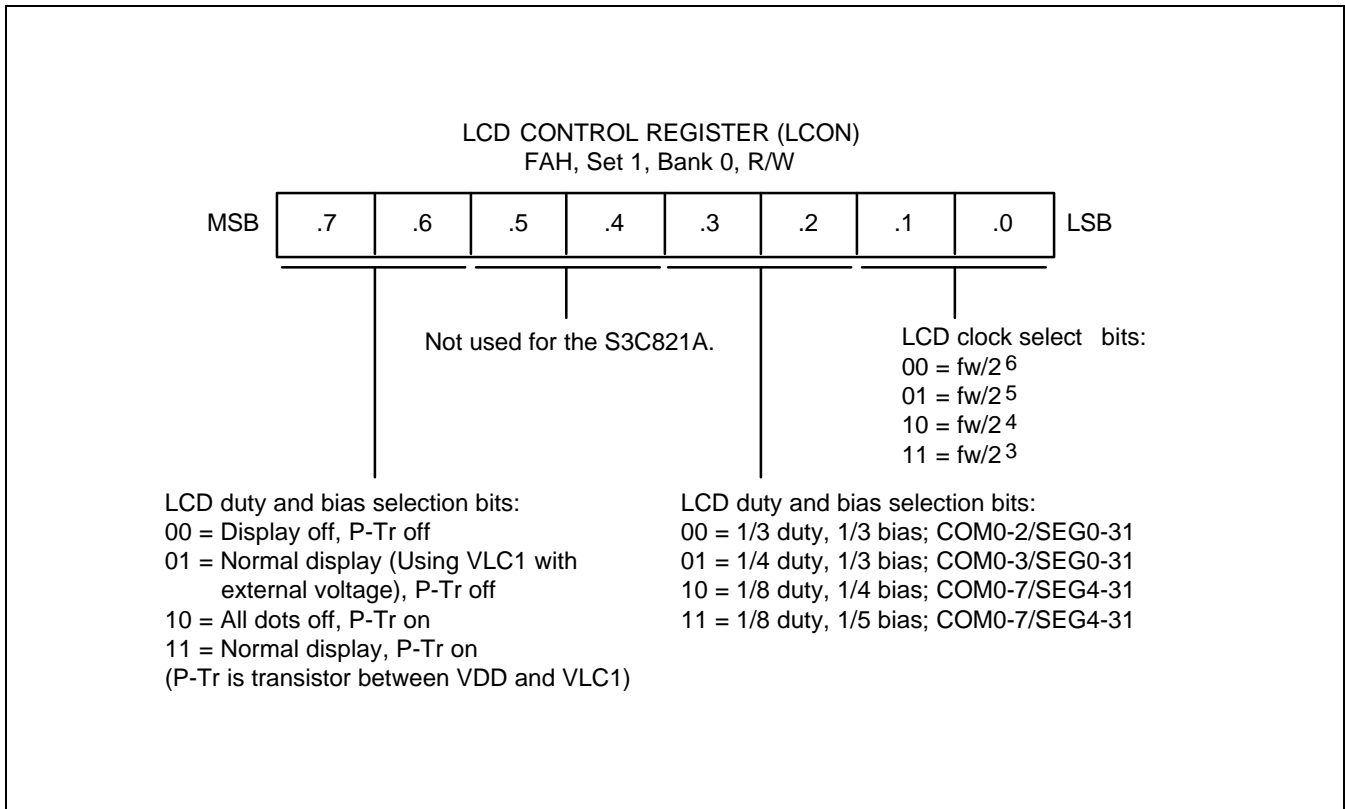 LCD CONTROL REGISTER (LCON)
FAH, Set 1, Bank 0, R/W
MSB .7 .6 .5 .4 .3 .2 .1 .0 LSB
Not used for the S3C821A.
LCD clock select bits:
00 = fw/2 6
01 = fw/2 5
10 = fw/2 4
11 = fw/2 3
LCD duty and bias selection bits:
00 = Display off, P-Tr off
01 = Normal display (Using VLC1 with
external voltage), P-Tr off
10 = All dots off, P-Tr on
11 = Normal display, P-Tr on
(P-Tr is transistor between VDD and VLC1)
LCD duty and bias selection bits:
00 = 1/3 duty, 1/3 bias; COM0-2/SEG0-31
01 = 1/4 duty, 1/3 bias; COM0-3/SEG0-31
10 = 1/8 duty, 1/4 bias; COM0-7/SEG4-31
11 = 1/8 duty, 1/5 bias; COM0-7/SEG4-31